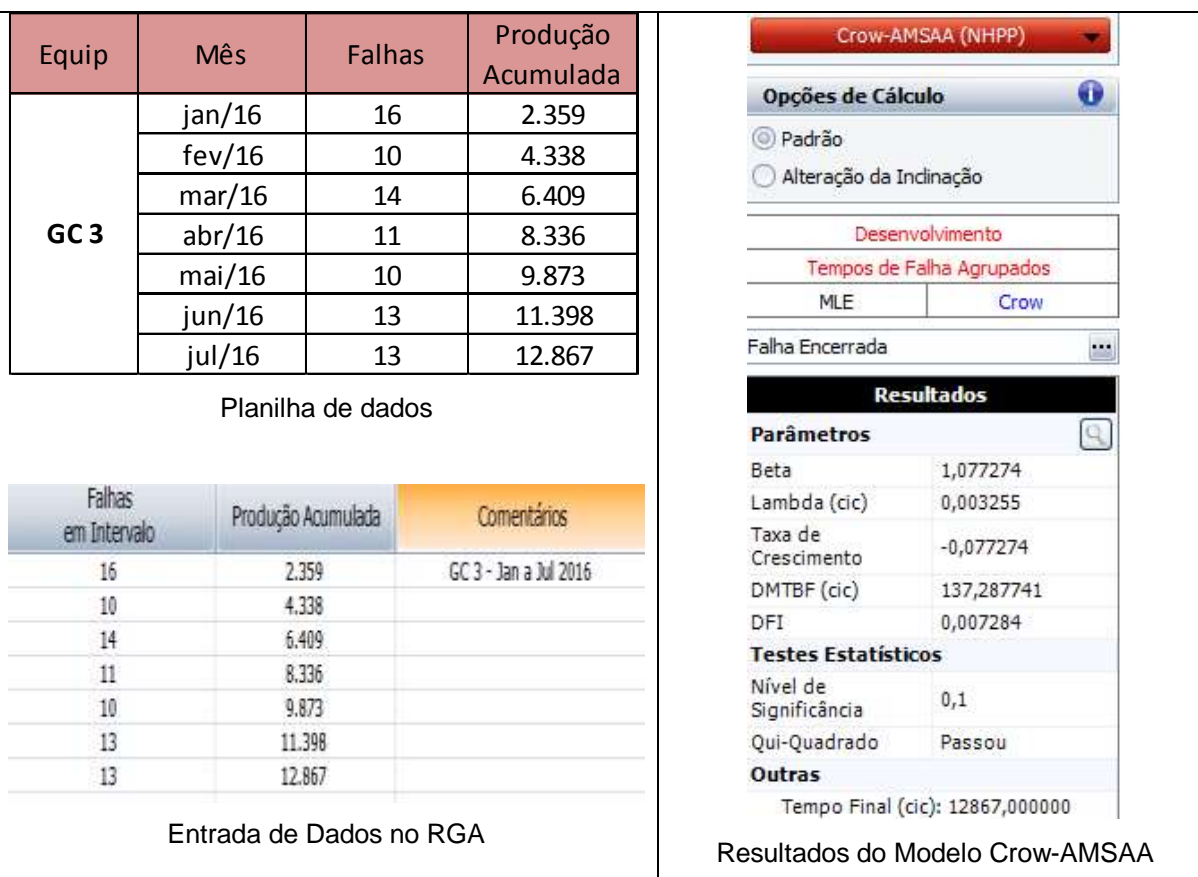 Equip Mês Falhas Produção
Acumulada
GC 3
jan/16 16 2.359
fev/16 10 4.338
mar/16 14 6.409
abr/16 11 8.336
mai/16 10 9.873
jun/16 13 11.398
jul/16 13 12.867
Planilha de dados
Falhas
em Intervalo
Produção Acumulada
Comentários
16 2.359 GC 3 - Jan a Jul 2016
10 4.338
14 6.409
11 8.336
10 9.873
13 11.398
13 12.867
Entrada de Dados no RGA
Crow-AMSAA (NHPP)
Opções de Cálculo
Padrão
Alteração da Inclinação
Desenvolvimento
Tempos de Falha Agrupados
MLE Crow
Falha Encerrada ...
Resultados
Parâmetros
Beta 1,077274
Lambda (cic) 0,003255
Taxa de
Crescimento
-0,077274
DMTBF (cic) 137,287741
DFI 0,007284
Testes Estatísticos
Nível de
Significância
0,1
Qui-Quadrado Passou
Outras
Tempo Final (cic): 12867,000000
Resultados do Modelo Crow-AMSAA